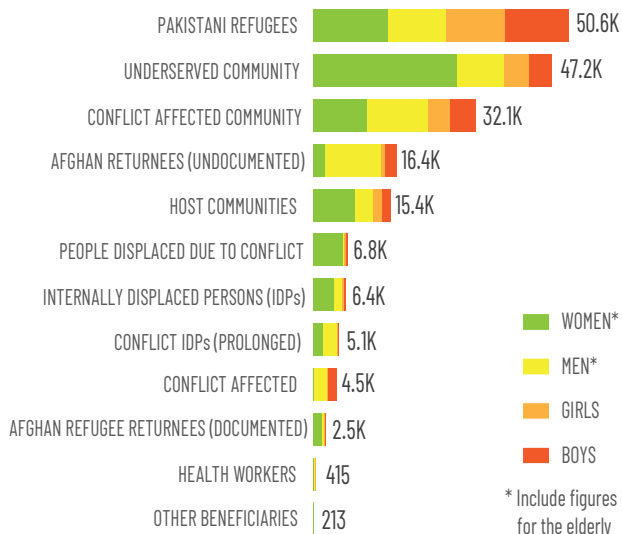 PAKISTANI REFUGEES 50.6K
UNDERSERVED COMMUNITY 47.2K
CONFLICT AFFECTED COMMUNITY 32.1K
AFGHAN RETURNEES (UNDOCUMENTED) 16.4K
HOST COMMUNITIES 15.4K
PEOPLE DISPLACED DUE TO CONFLICT 6.8K
INTERNALLY DISPLACED PERSONS (IDPs) 6.4K
CONFLICT IDPs (PROLONGED) 5.1K
CONFLICT AFFECTED 4.5K
AFGHAN REFUGEE RETURNEES (DOCUMENTED) 2.5K
HEALTH WORKERS 415
OTHER BENEFICIARIES 213
WOMEN*
MEN*
GIRLS
BOYS
* Include figures
for the elderly